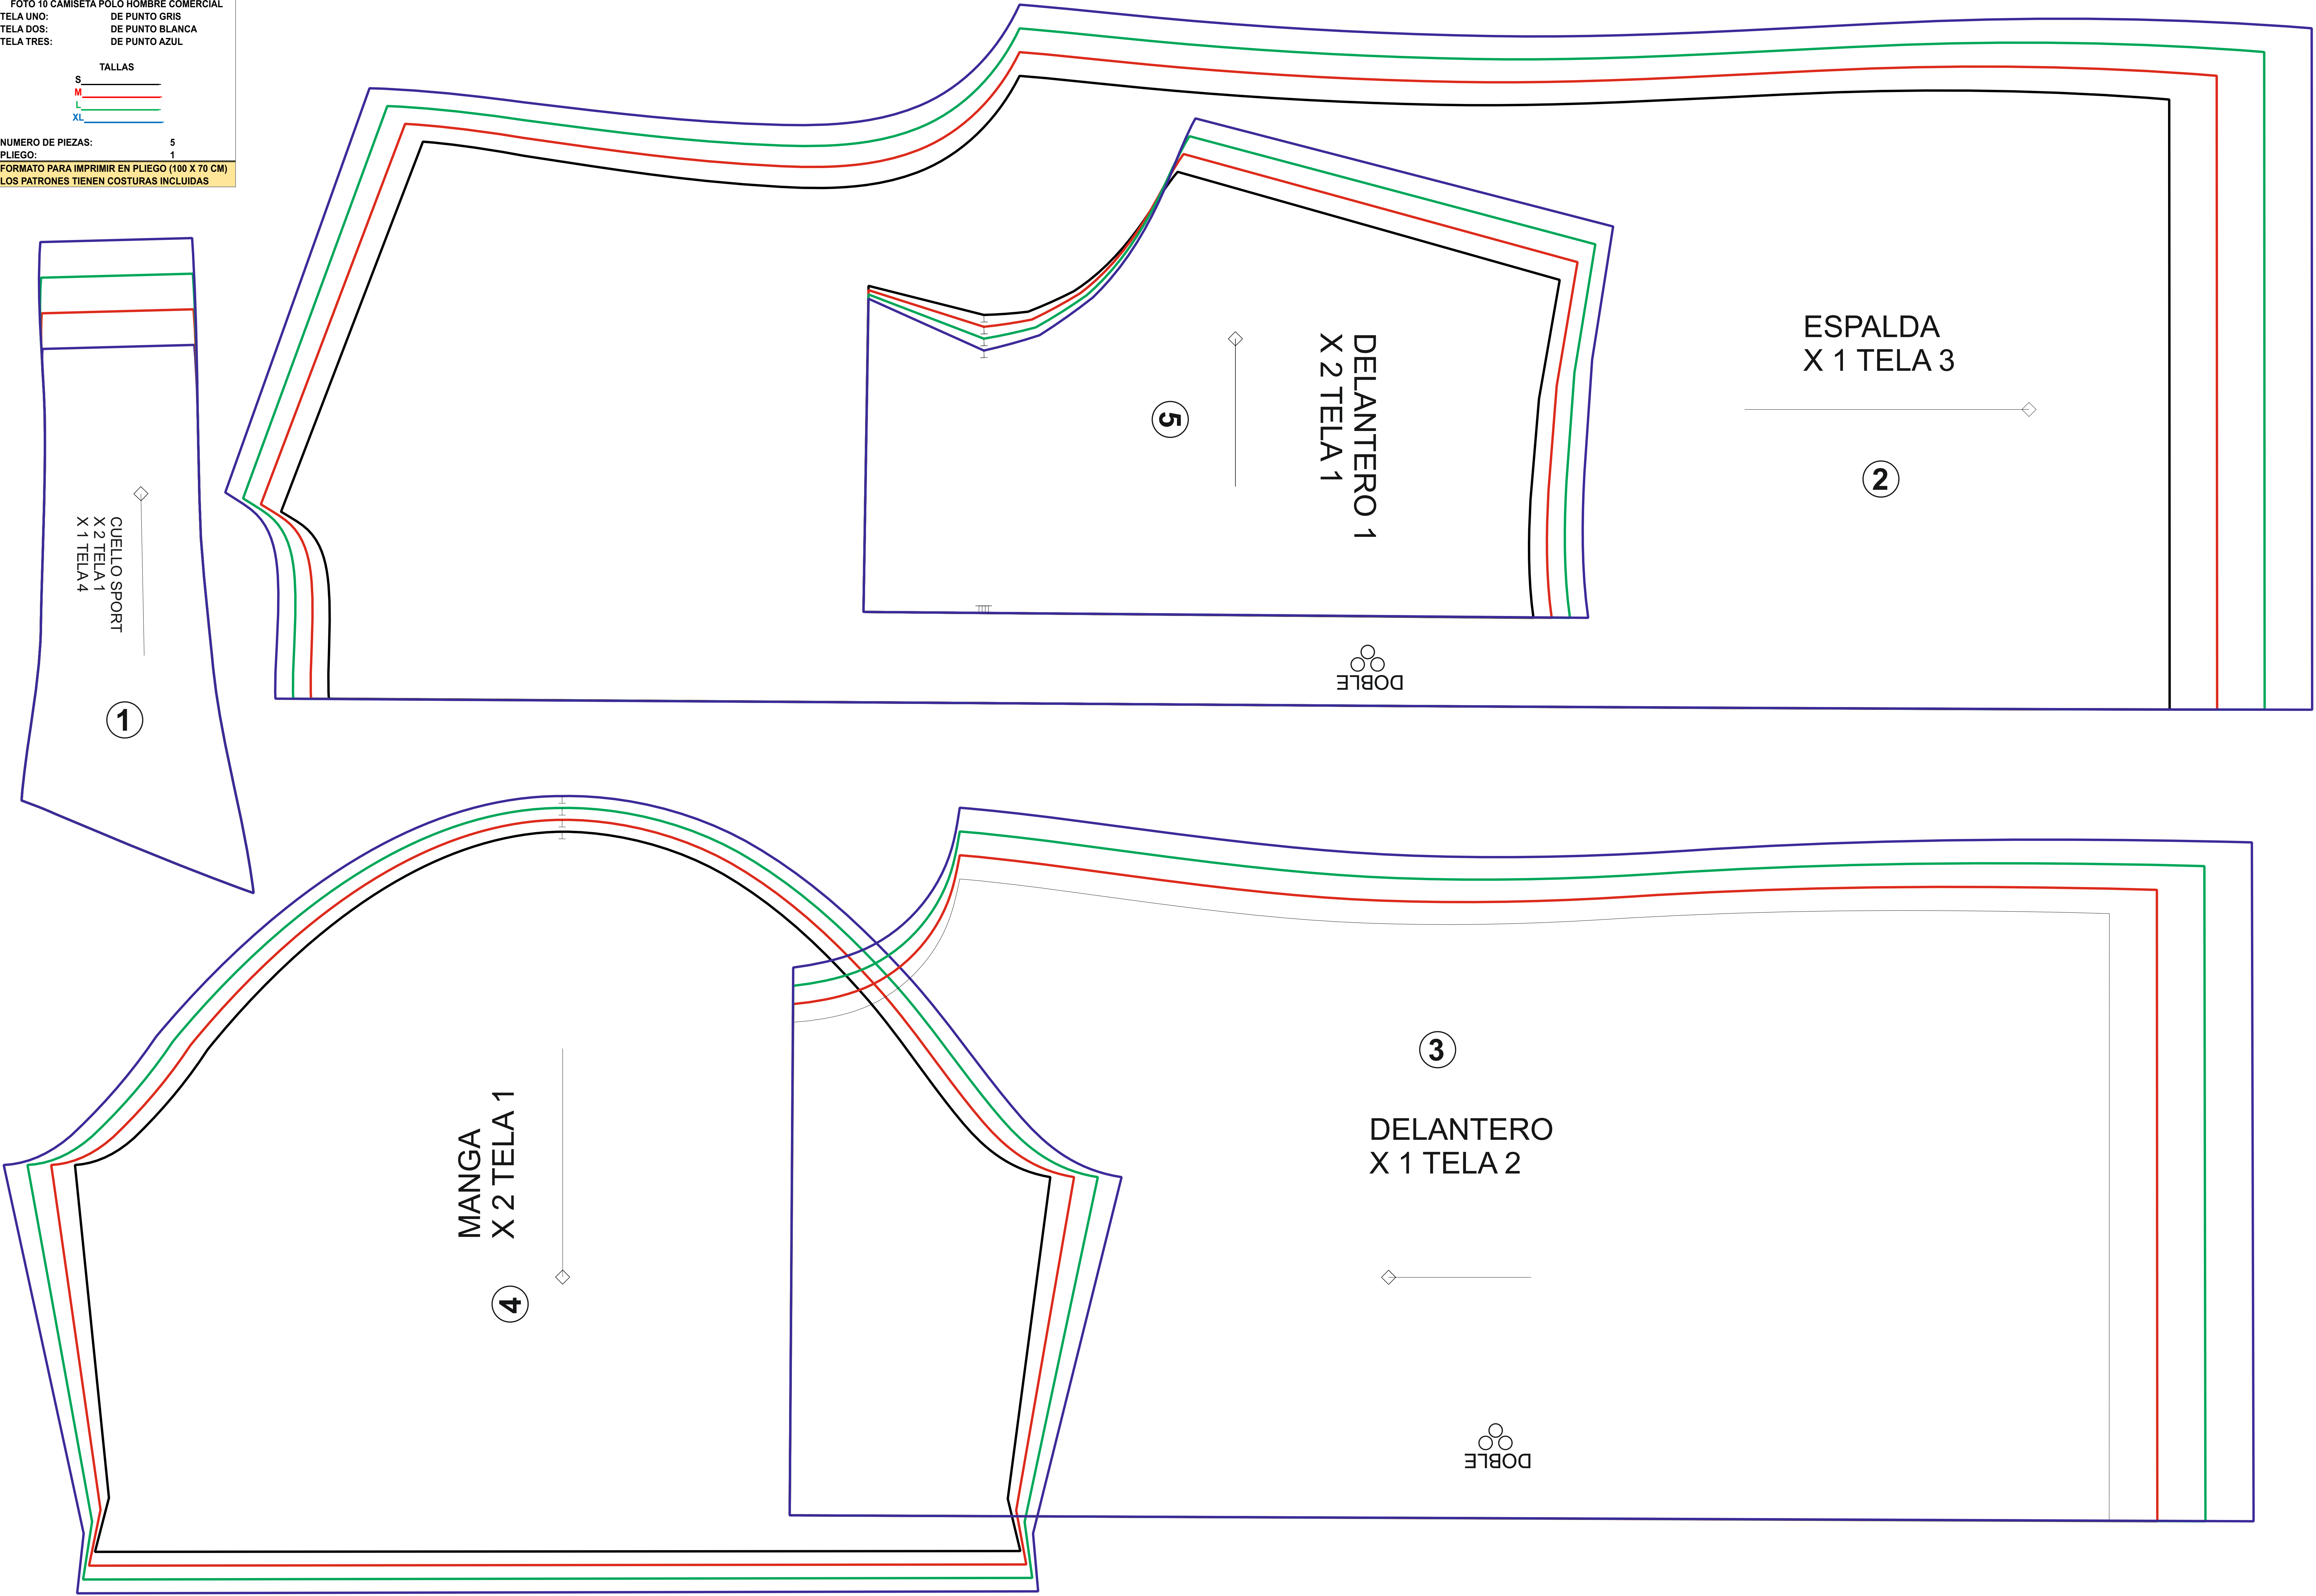 FOTO 10 CAMISETA POLO HOMBRE COMERCIAL
TELA UNO: DE PUNTO GRIS
TELA DOS: DE PUNTO BLANCA
TELA TRES: DE PUNTO AZUL
TALLAS
S
M
L
XL
NUMERO DE PIEZAS: 5
PLIEGO: 1
FORMATO PARA IMPRIMIR EN PLIEGO (100 X 70 CM)
LOS PATRONES TIENEN COSTURAS INCLUIDAS
CUELLO SPORT
X 2 TELA 1
X 1 TELA 4
1
DELANTERO 1
X 2 TELA 1
5
ESPALDA
X 1 TELA 3
2
DOBLE
MANGA
X 2 TELA 1
4
3
DELANTERO
X 1 TELA 2
DOBLE